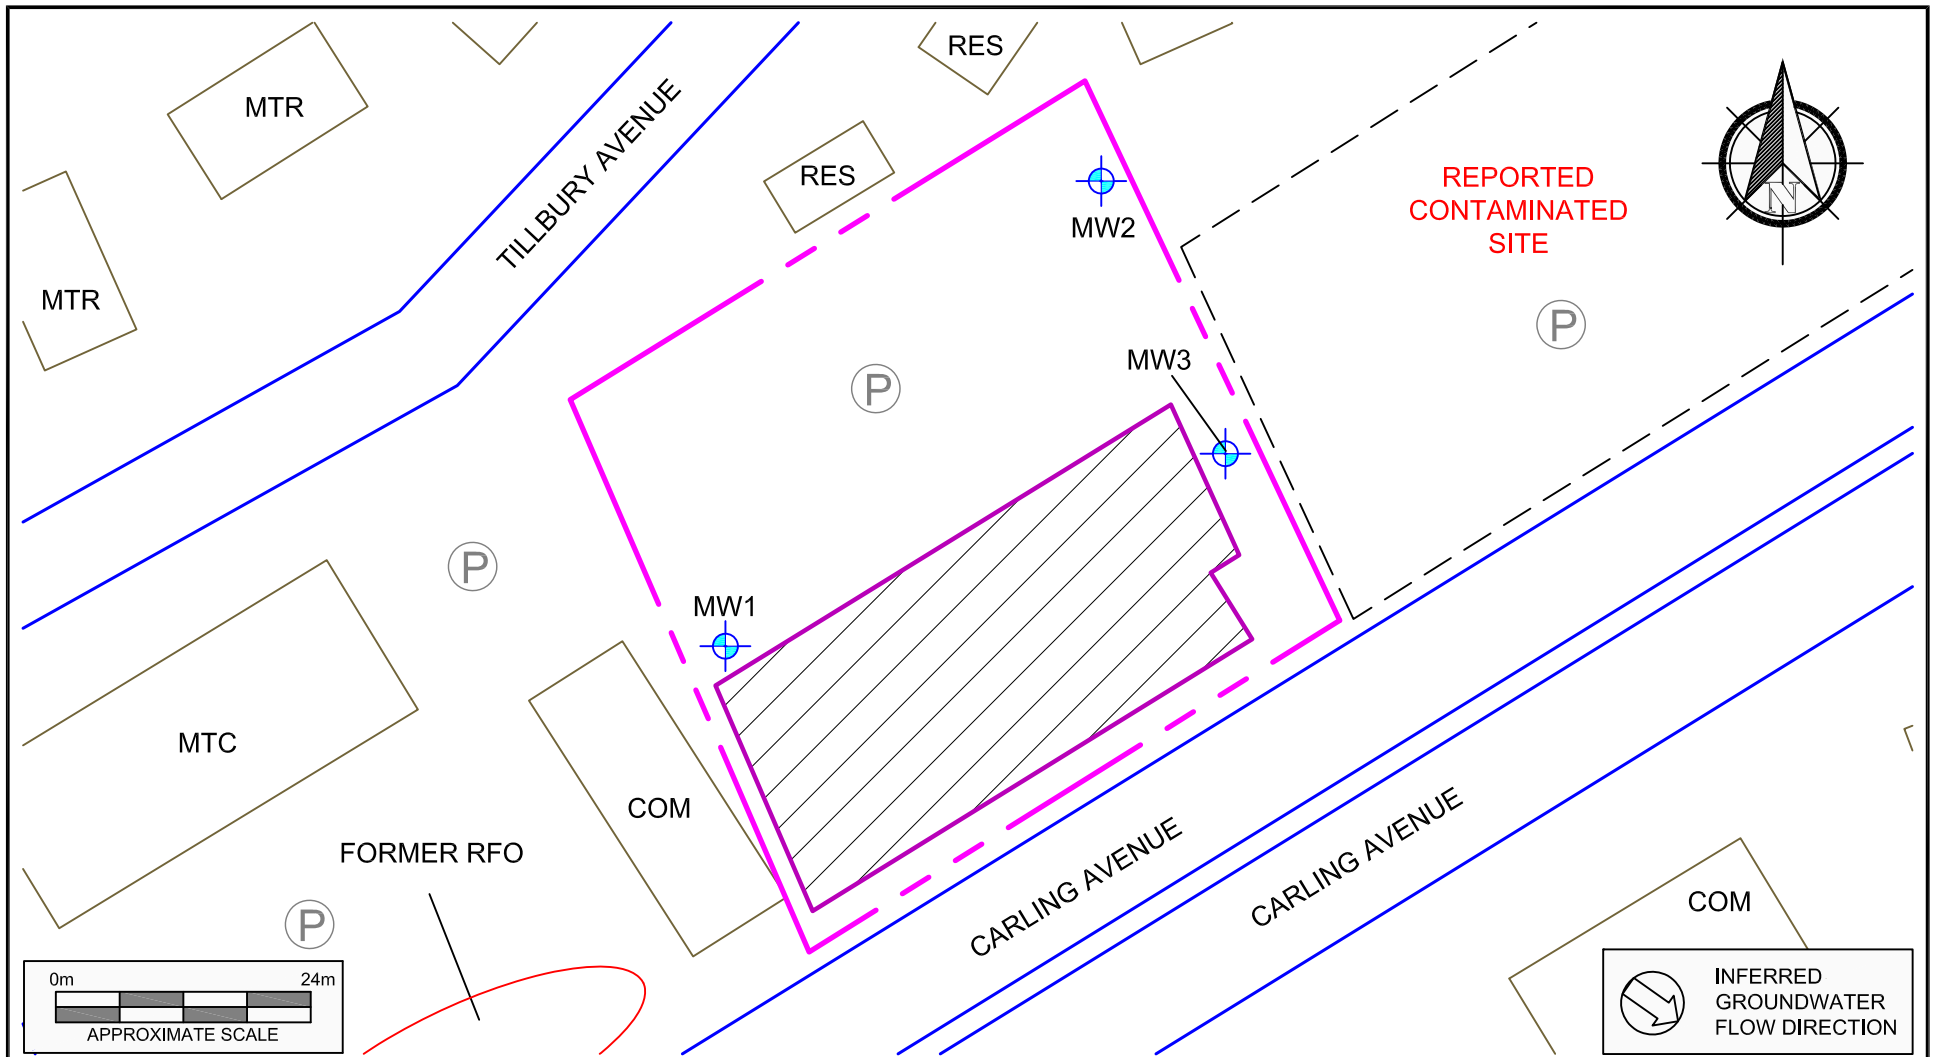 RES
MTR
TILLBURY AVENUE
RES
REPORTED
CONTAMINATED
SITE
N
MW2
MTR
P
MW3
P
P
MW1
MTC
COM
FORMER RFO
CARLING AVENUE
CARLING AVENUE
COM
P
0m 24m
APPROXIMATE SCALE
INFERRED
GROUNDWATER
FLOW DIRECTION